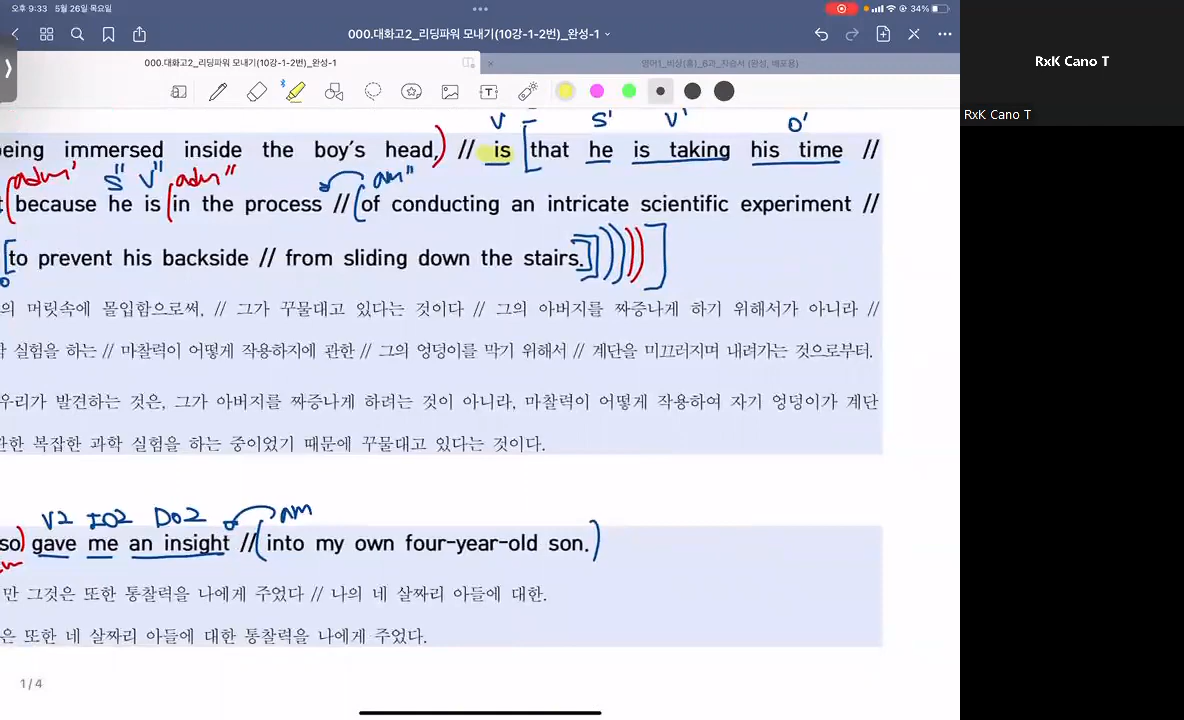 오후 9:33 5월 26일 목요일
34%
000.대화고2_리딩파워 모내기(10강-1-2번)_완성-1
RxK Cano T
000.대화고2_리딩파워 모내기(10강-1-2번)_완성-1
영어1_비상(홍)_6과_자습서 (완성, 배포용)
RxK Cano T
V S' V' O'
being immersed inside the boy's head,) // is [that he is taking his time //
adm' S" V" adm" am"
(because he is (in the process // (of conducting an intricate scientific experiment //
[to prevent his backside // from sliding down the stairs.]
의 머릿속에 몰입함으로써, // 그가 꾸물대고 있다는 것이다 // 그의 아버지를 짜증나게 하기 위해서가 아니라 //
학 실험을 하는 // 마찰력이 어떻게 작용하지에 관한 // 그의 엉덩이를 막기 위해서 // 계단을 미끄러지며 내려가는 것으로부터.
우리가 발견하는 것은, 그가 아버지를 짜증나게 하려는 것이 아니라, 마찰력이 어떻게 작용하여 자기 엉덩이가 계단
관한 복잡한 과학 실험을 하는 중이었기 때문에 꾸물대고 있다는 것이다.
V2 IO2 DO2 AM
so) gave me an insight // (into my own four-year-old son.)
만 그것은 또한 통찰력을 나에게 주었다 // 나의 네 살짜리 아들에 대한.
은 또한 네 살짜리 아들에 대한 통찰력을 나에게 주었다.
1/4